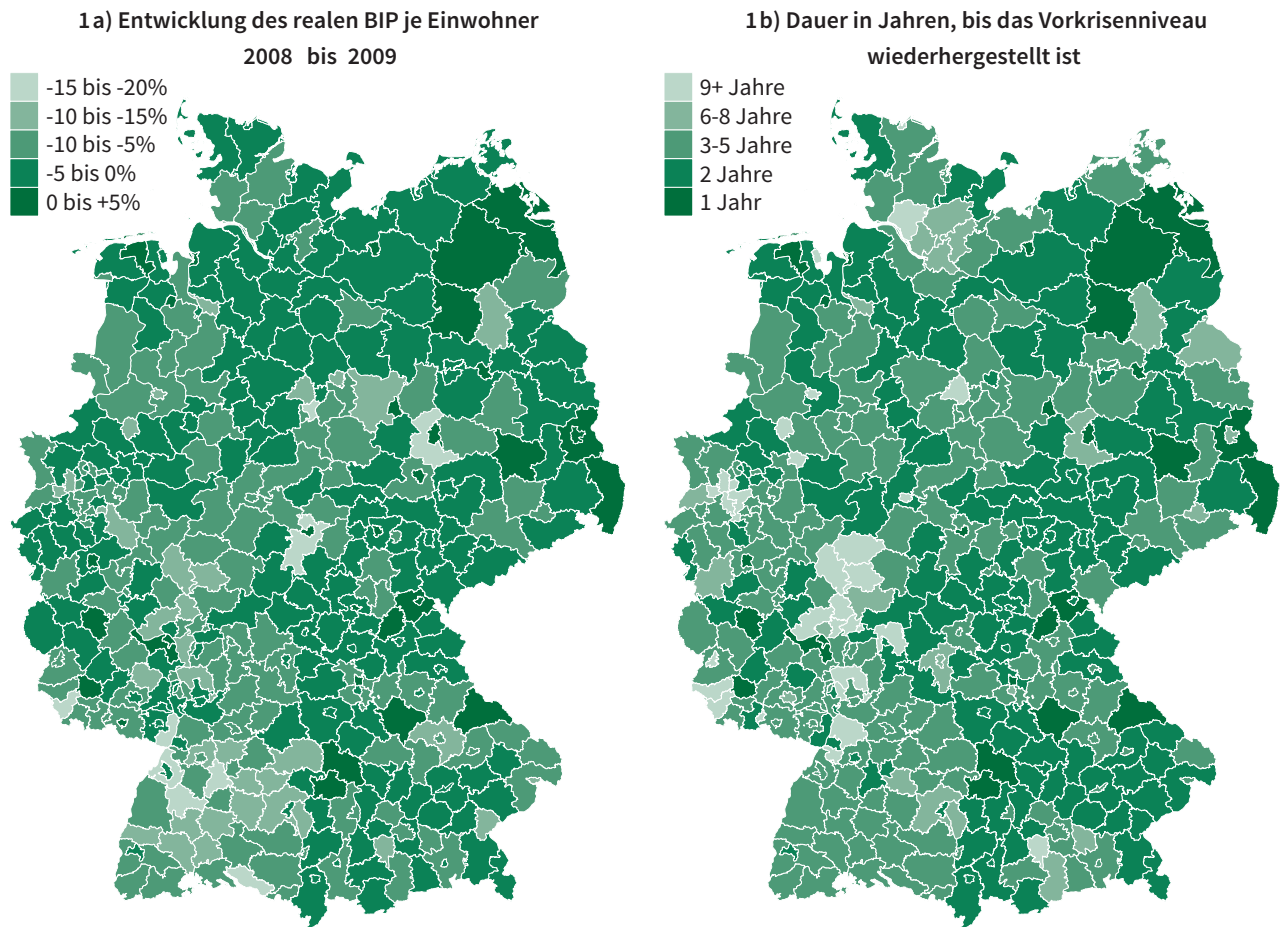 1a) Entwicklung des realen BIP je Einwohner
2008 bis 2009
-15 bis -20%
-10 bis -15%
-10 bis -5%
-5 bis 0%
0 bis +5%
1b) Dauer in Jahren, bis das Vorkrisenniveau
wiederhergestellt ist
9+ Jahre
6-8 Jahre
3-5 Jahre
2 Jahre
1 Jahr